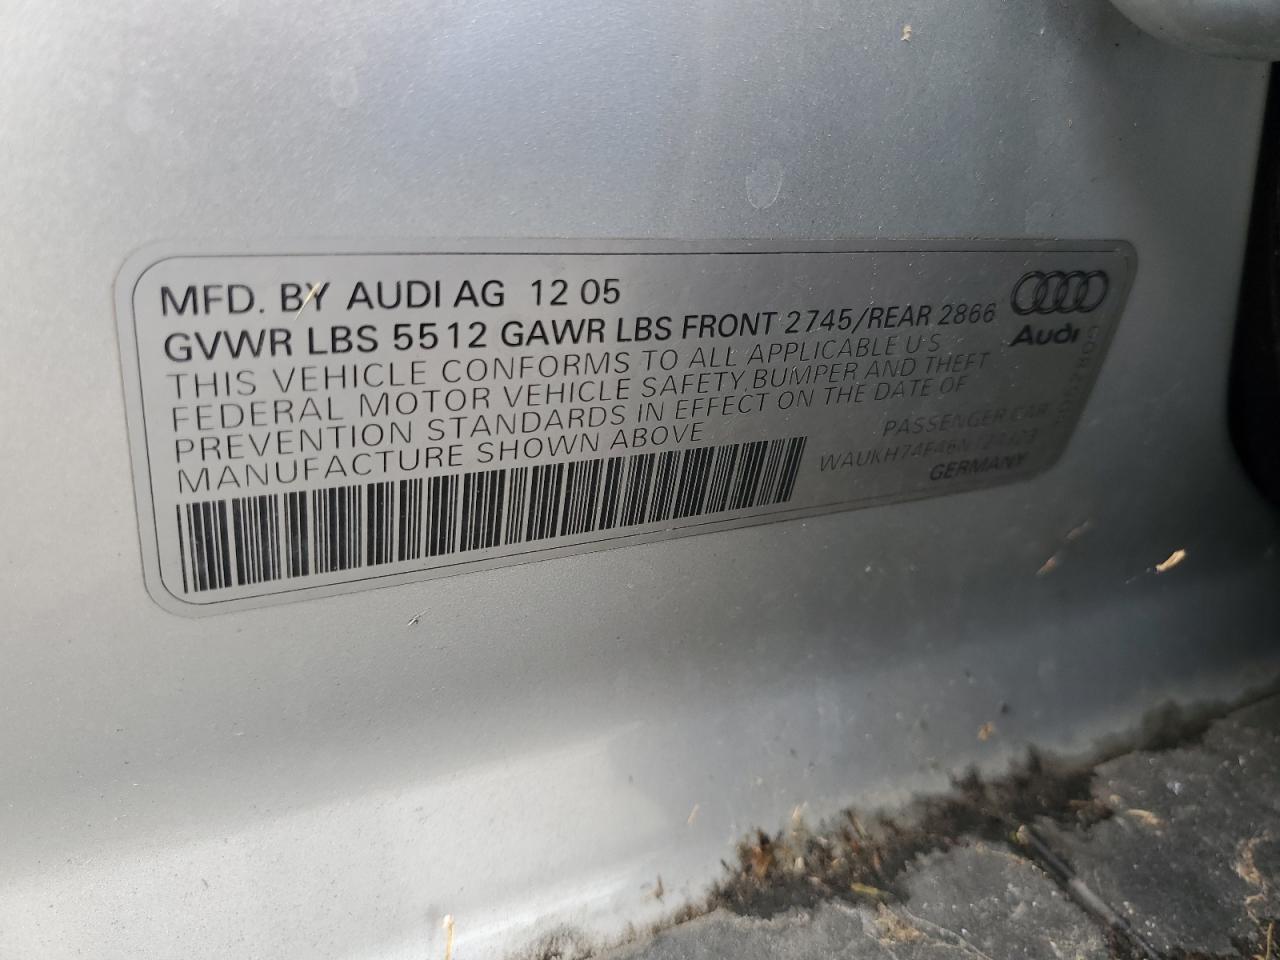 MFD. BY AUDI AG 12 05
GVWR LBS 5512 GAWR LBS FRONT 2745/REAR 2866
THIS VEHICLE CONFORMS TO ALL APPLICABLE U S
FEDERAL MOTOR VEHICLE SAFETY, BUMPER AND THEFT
PREVENTION STANDARDS IN EFFECT ON THE DATE OF
MANUFACTURE SHOWN ABOVE
Audi
PASSENGER CAR
GERMANY